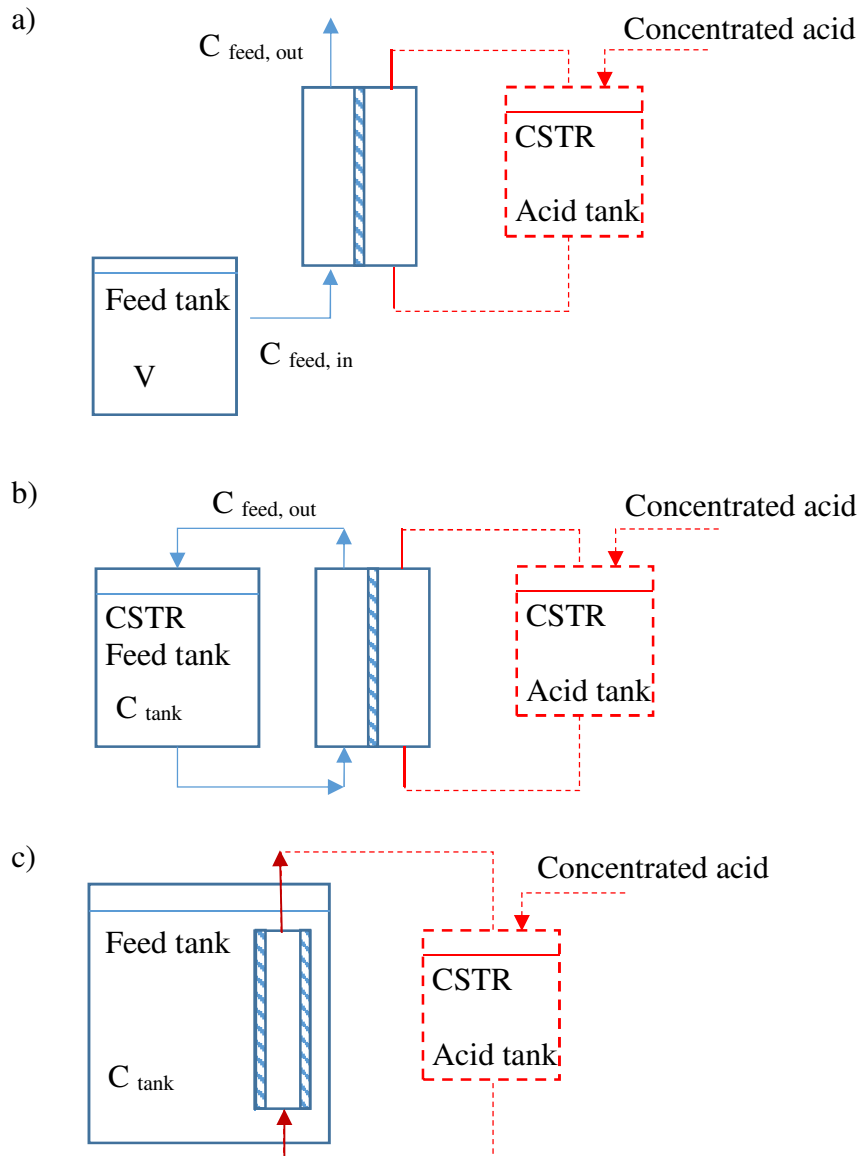 a)
C feed, out
Concentrated acid
CSTR
Acid tank
Feed tank
V
C feed, in
b)
C feed, out
Concentrated acid
CSTR
Feed tank
C tank
CSTR
Acid tank
c)
Concentrated acid
Feed tank
C tank
CSTR
Acid tank